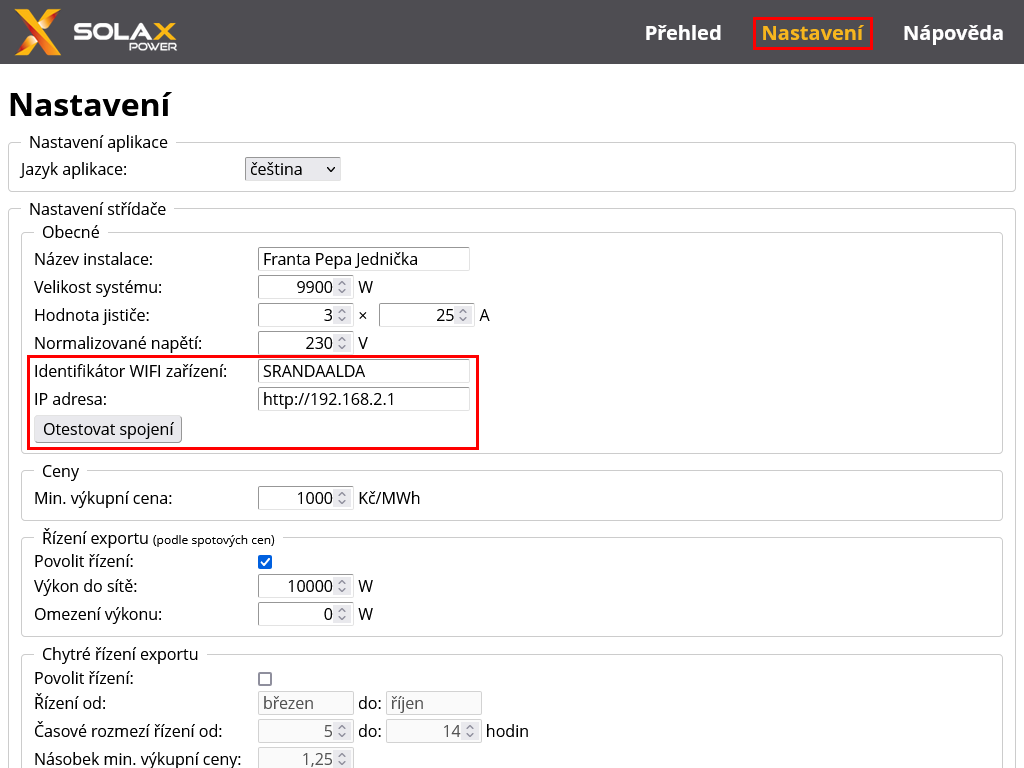 SOLAX POWER
Přehled Nastavení Nápověda
Nastavení
Nastavení aplikace
Jazyk aplikace: čeština
Nastavení střídače
Obecné
Název instalace: Franta Pepa Jednička
Velikost systému: 9900 W
Hodnota jističe: 3 × 25 A
Normalizované napětí: 230 V
Identifikátor WIFI zařízení: SRANDAALDA
IP adresa: http://192.168.2.1
Otestovat spojení
Ceny
Min. výkupní cena: 1000 Kč/MWh
Řízení exportu (podle spotových cen)
Povolit řízení:
Výkon do sítě: 10000 W
Omezení výkonu: 0 W
Chytré řízení exportu
Povolit řízení:
Řízení od: březen do: říjen
Časové rozmezí řízení od: 5 do: 14 hodin
Násobek min. výkupní ceny: 1,25